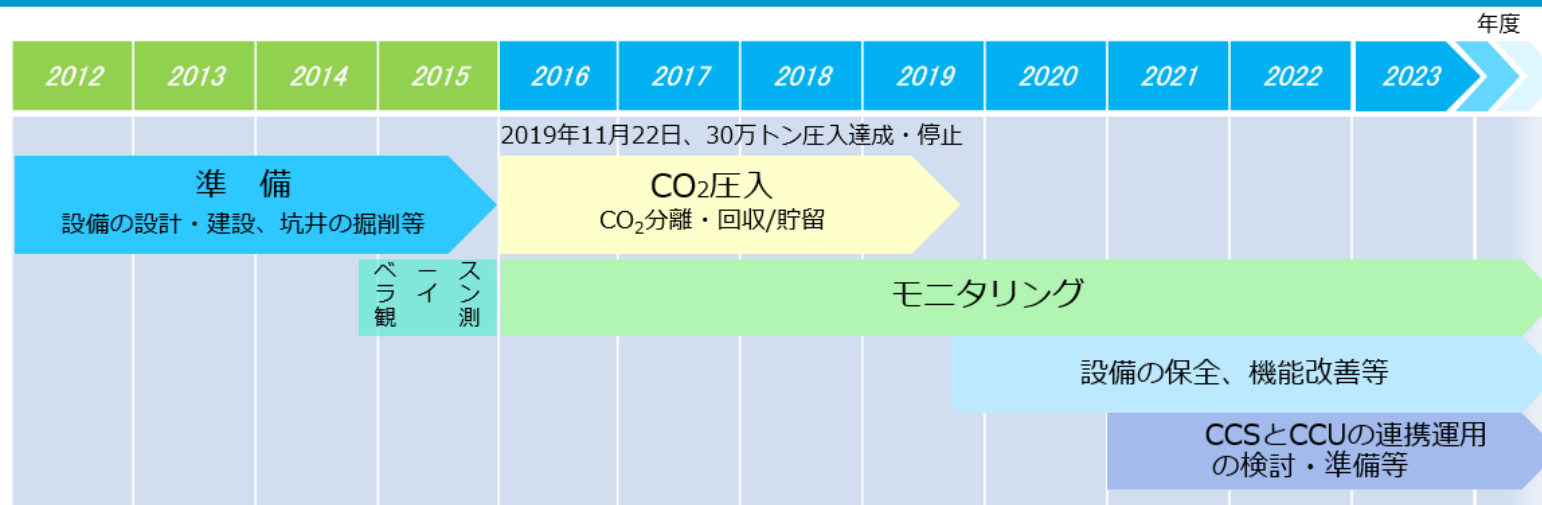 年度
2012 2013 2014 2015 2016 2017 2018 2019 2020 2021 2022 2023
2019年11月22日、30万トン圧入達成・停止
準 備
設備の設計・建設、坑井の掘削等
CO₂圧入
CO₂分離・回収/貯留
ベース
ライン
観測
モニタリング
設備の保全、機能改善等
CCSとCCUの連携運用
の検討・準備等